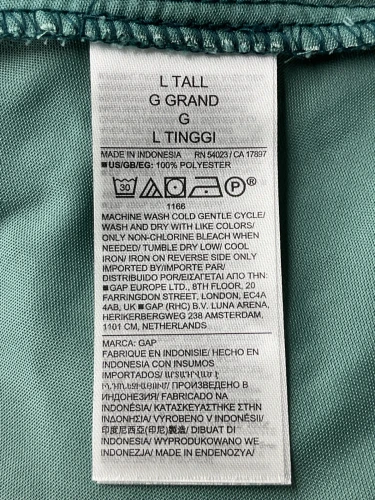 L TALL
G GRAND
G
L TINGGI
MADE IN INDONESIA RN 54023 / CA 17897
■ US/GB/EG: 100% POLYESTER
30 P
1166
MACHINE WASH COLD GENTLE CYCLE/
WASH AND DRY WITH LIKE COLORS/
ONLY NON-CHLORINE BLEACH WHEN
NEEDED/ TUMBLE DRY LOW/ COOL
IRON/ IRON ON REVERSE SIDE ONLY
IMPORTED BY/IMPORTE PAR/
DISTRIBUIDO POR/ΕΙΣΑΓΕΤΑΙ ΑΠΟ ΤΗΝ
■ GAP EUROPE LTD., 8TH FLOOR, 20
FARRINGDON STREET, LONDON, EC4A
4AB, UK ■ GAP (RHC) B.V. LUNA ARENA,
HERIKERBERGWEG 238 AMSTERDAM,
1101 CM, NETHERLANDS
MARCA: GAP
FABRIQUE EN INDONISIE/ HECHO EN
INDONESIA CON INSUMOS
IMPORTADOS/
ИНДОНЕЗИЯ/ FABRICADO NA
INDONÉSIA/ ΚΑΤΑΣΚΕΥΑΣΤΗΚΕ ΣΤΗΝ
ΙΝΔΟΝΗΣΙΑ/ VYROBENO V INDONÉSII/
印度尼西亞(印尼)製造/ DIBUAT DI
INDONESIA/ WYPRODUKOWANO WE
INDONEZJI/ MADE IN ENDENOZYA/